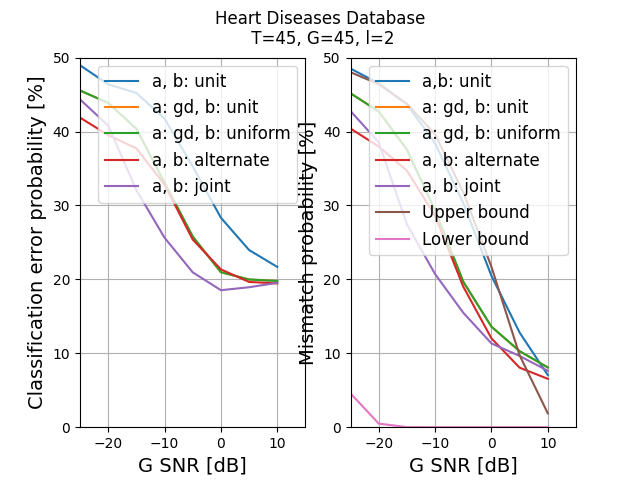 Heart Diseases Database
T=45, G=45, l=2
Classification error probability [%]
50
40
30
20
10
0
a, b: unit
a: gd, b: unit
a: gd, b: uniform
a, b: alternate
a, b: joint
−20
−10
0
10
G SNR [dB]
Mismatch probability [%]
50
40
30
20
10
0
a,b: unit
a: gd, b: unit
a: gd, b: uniform
a, b: alternate
a, b: joint
Upper bound
Lower bound
−20
−10
0
10
G SNR [dB]